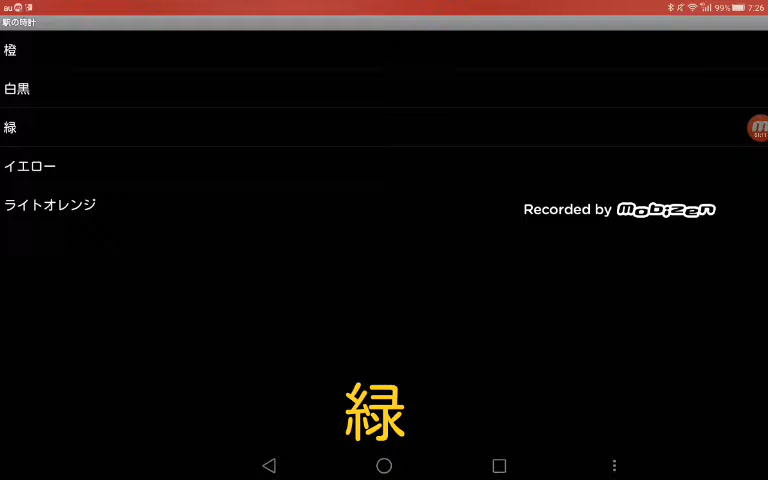 au 99% 7:26
駅の時計
橙
白黒
緑
イエロー
ライトオレンジ
Recorded by mobizen
緑